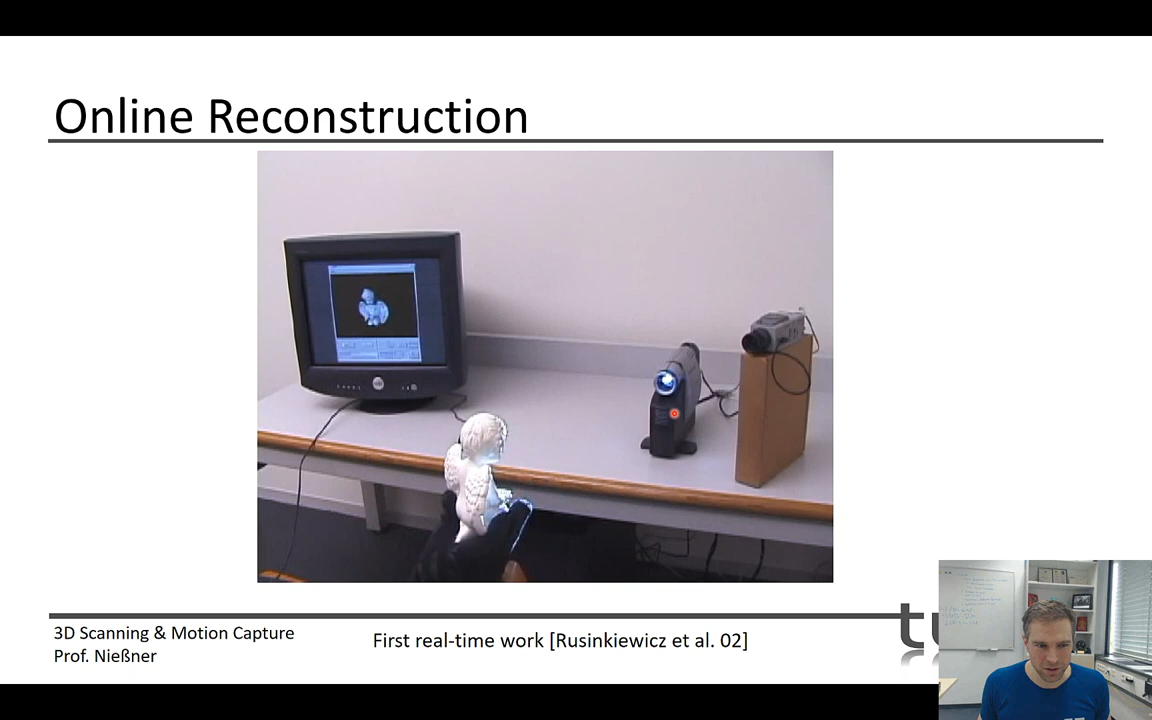 Online Reconstruction
3D Scanning & Motion Capture
Prof. Nießner
First real-time work [Rusinkiewicz et al. 02]